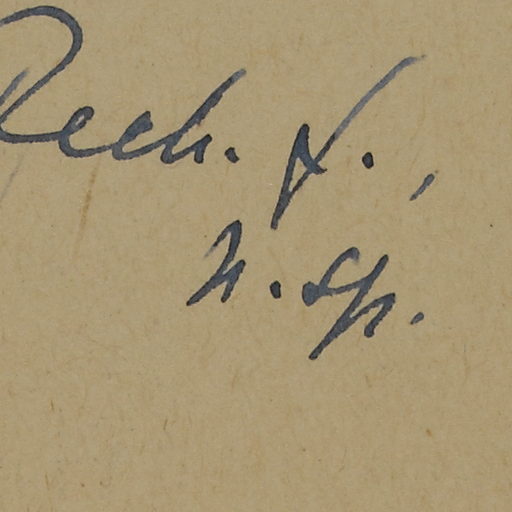 Rech. f.,
n. sp.